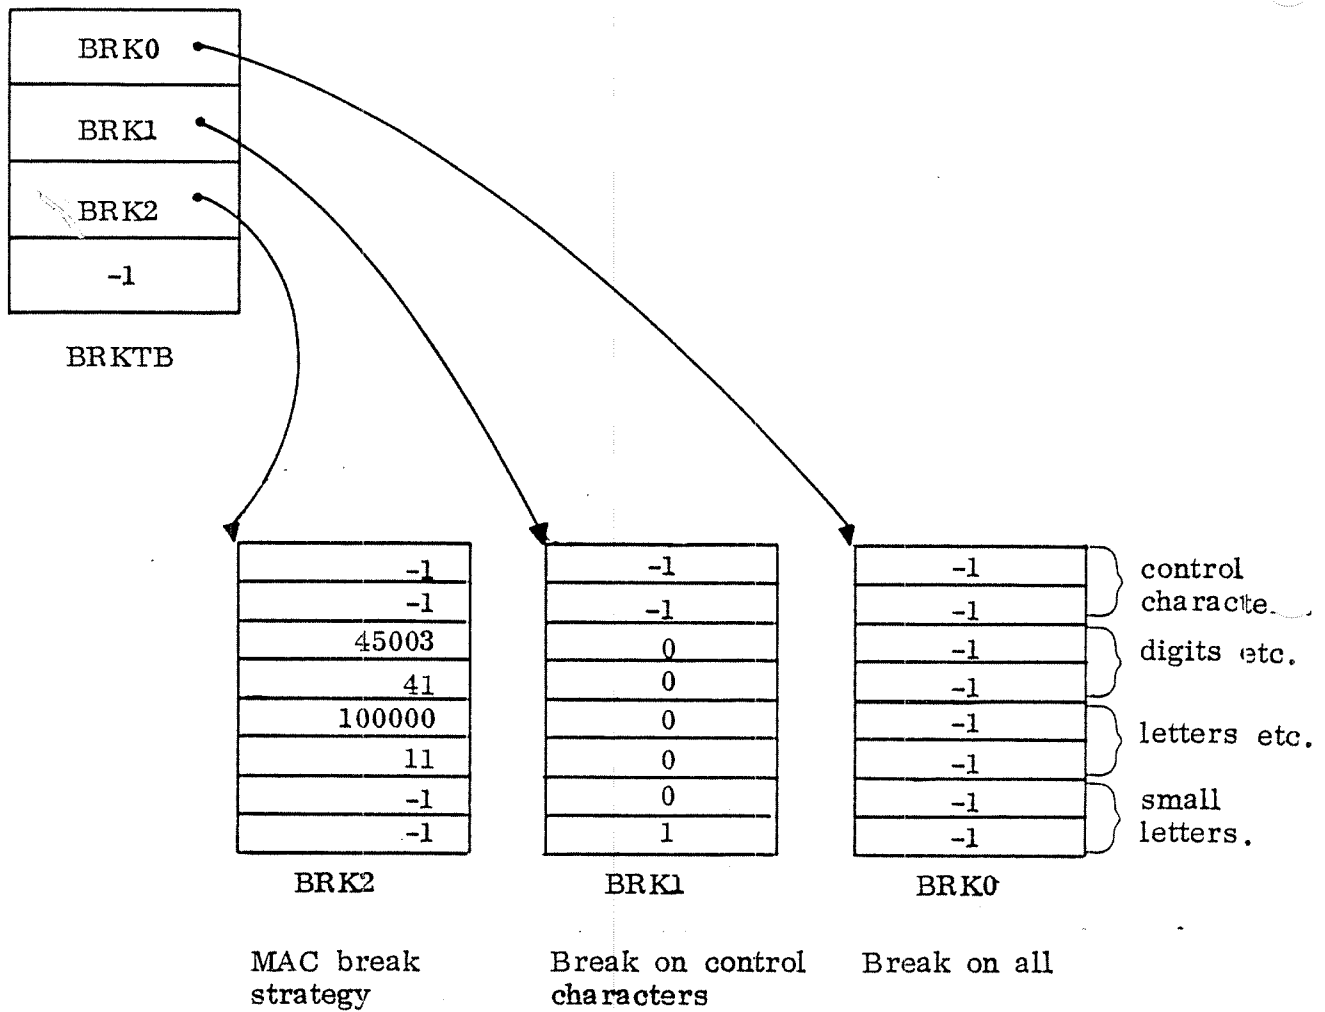 BRK0
BRK1
BRK2
-1
BRKTB
-1
-1
45003
41
100000
11
-1
-1
BRK2
MAC break
strategy
-1
-1
0
0
0
0
0
1
BRK1
Break on control
characters
-1
-1
-1
-1
-1
-1
-1
-1
BRK0
Break on all
control
characte
digits etc.
letters etc.
small
letters.